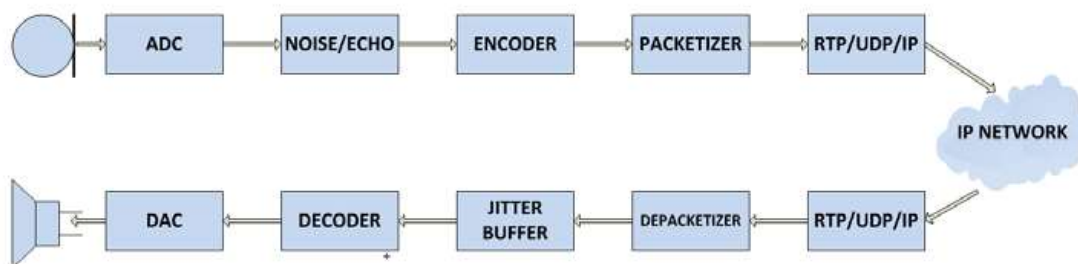 ADC
NOISE/ECHO
ENCODER
PACKETIZER
RTP/UDP/IP
IP NETWORK
DAC
DECODER
JITTER
BUFFER
DEPACKETIZER
RTP/UDP/IP